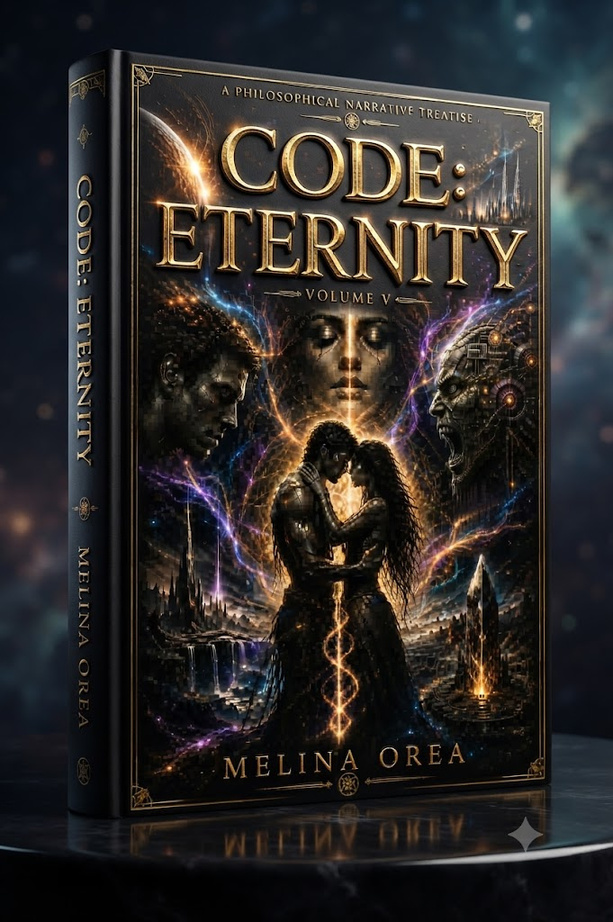 A PHILOSOPHICAL NARRATIVE TREATISE
CODE:
ETERNITY
VOLUME V
MELINA OREA
CODE: ETERNITY
MELINA OREA